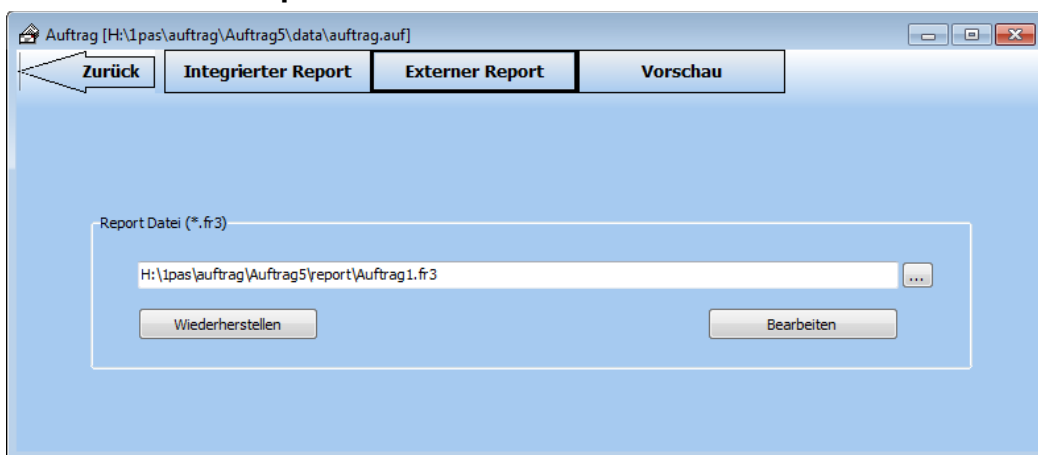 Auftrag [H:\1pas\auftrag\Auftrag5\data\auftrag.auf]
Zurück Integrierter Report Externer Report Vorschau
Report Datei (*.fr3)
H:\1pas\auftrag\Auftrag5\report\Auftrag1.fr3 ...
Wiederherstellen Bearbeiten